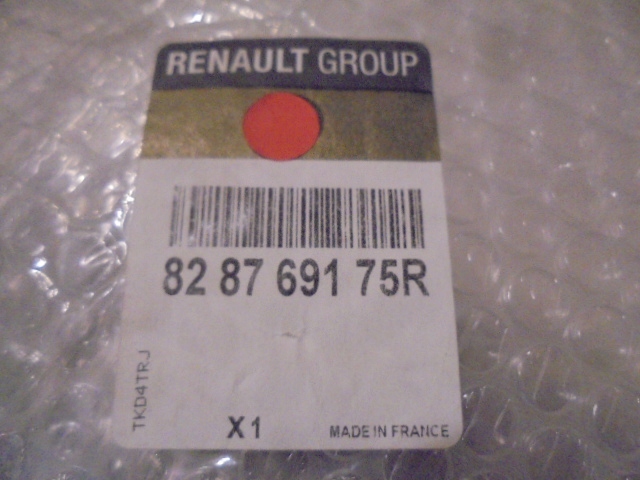 RENAULT GROUP
82 87 691 75R
TKD4TRJ
X1
MADE IN FRANCE